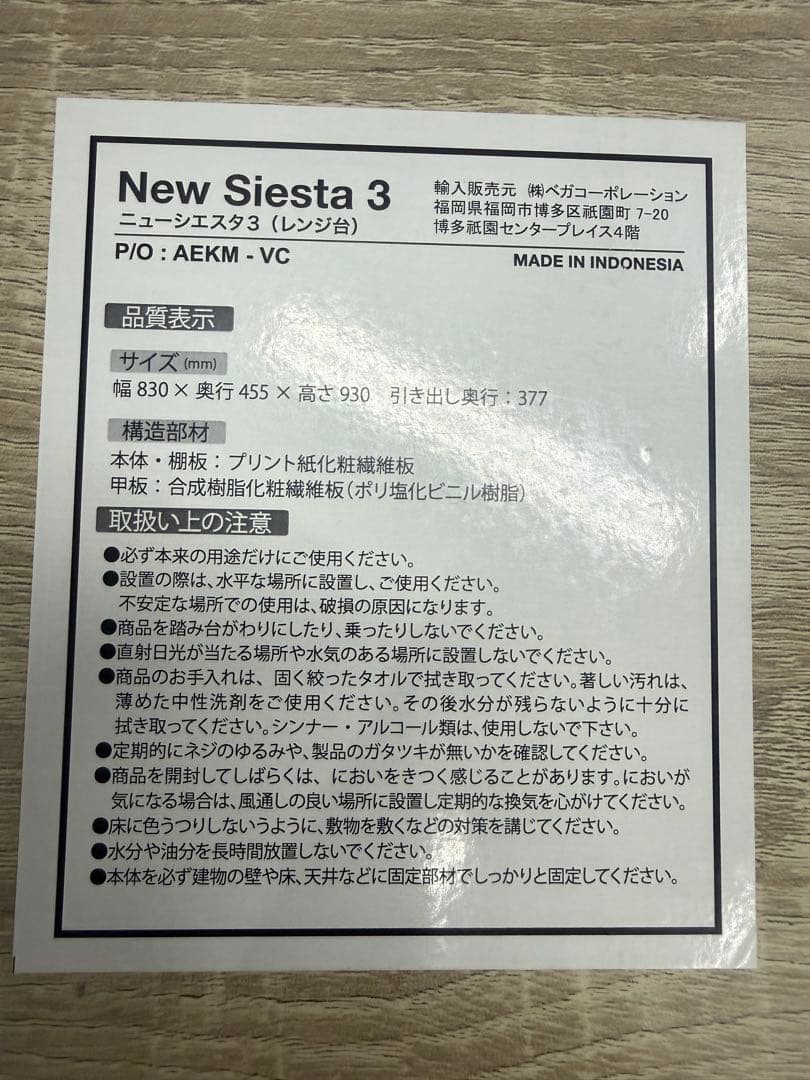 New Siesta 3
ニューシエスタ3（レンジ台）
輸入販売元 ㈱ベガコーポレーション
福岡県福岡市博多区祇園町 7-20
博多祇園センタープレイス4階
P/O : AEKM - VC
MADE IN INDONESIA
品質表示
サイズ (mm)
幅 830 × 奥行 455 × 高さ 930　引き出し奥行：377
構造部材
本体・棚板：プリント紙化粧繊維板
甲板：合成樹脂化粧繊維板（ポリ塩化ビニル樹脂）
取扱い上の注意
●必ず本来の用途だけにご使用ください。
●設置の際は、水平な場所に設置し、ご使用ください。
不安定な場所での使用は、破損の原因になります。
●商品を踏み台がわりにしたり、乗ったりしないでください。
●直射日光が当たる場所や水気のある場所に設置しないでください。
●商品のお手入れは、固く絞ったタオルで拭き取ってください。著しい汚れは、
薄めた中性洗剤をご使用ください。その後水分が残らないように十分に
拭き取ってください。シンナー・アルコール類は、使用しないで下さい。
●定期的にネジのゆるみや、製品のガタツキが無いかを確認してください。
●商品を開封してしばらくは、においをきつく感じることがあります。においが
気になる場合は、風通しの良い場所に設置し定期的な換気を心がけてください。
●床に色うつりしないうように、敷物を敷くなどの対策を講じてください。
●水分や油分を長時間放置しないでください。
●本体を必ず建物の壁や床、天井などに固定部材でしっかりと固定してください。